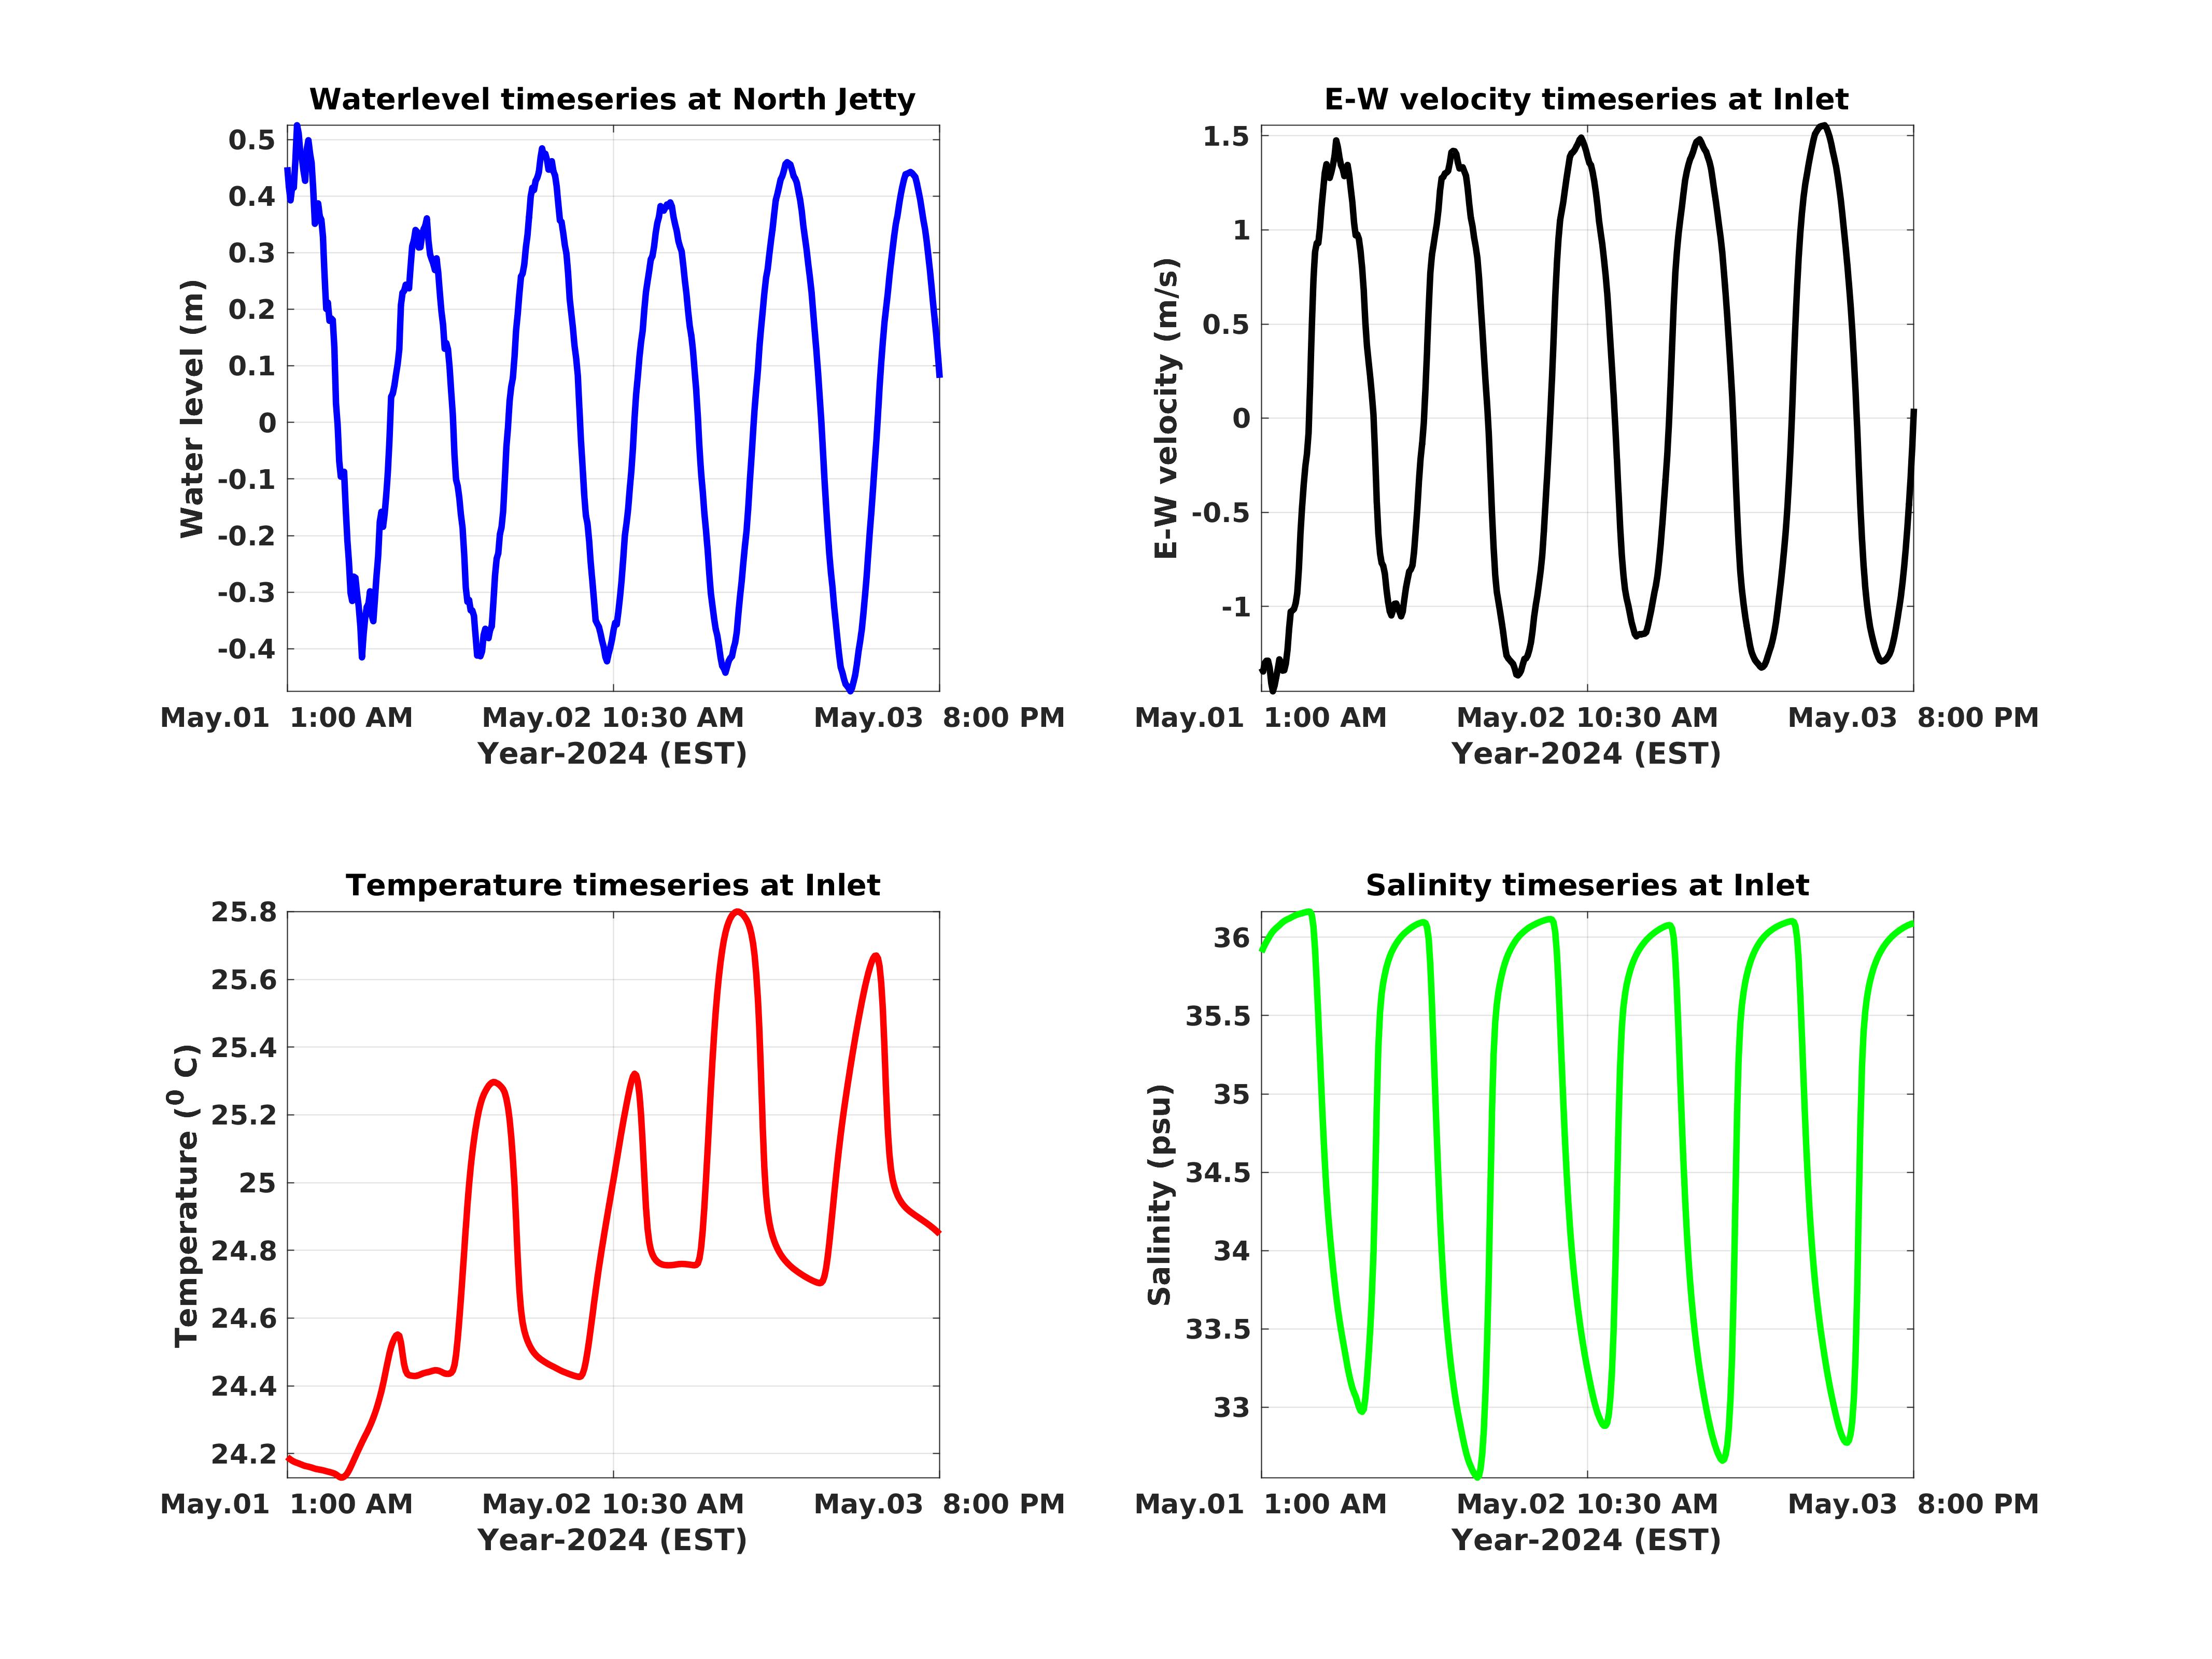 Waterlevel timeseries at North Jetty
0.5
0.4
0.3
0.2
0.1
0
-0.1
-0.2
-0.3
-0.4
Water level (m)
May.01 1:00 AM May.02 10:30 AM May.03 8:00 PM
Year-2024 (EST)
E-W velocity timeseries at Inlet
1.5
1
0.5
0
-0.5
-1
E-W velocity (m/s)
May.01 1:00 AM May.02 10:30 AM May.03 8:00 PM
Year-2024 (EST)
Temperature timeseries at Inlet
25.8
25.6
25.4
25.2
25
24.8
24.6
24.4
24.2
Temperature (⁰ C)
May.01 1:00 AM May.02 10:30 AM May.03 8:00 PM
Year-2024 (EST)
Salinity timeseries at Inlet
36
35.5
35
34.5
34
33.5
33
Salinity (psu)
May.01 1:00 AM May.02 10:30 AM May.03 8:00 PM
Year-2024 (EST)